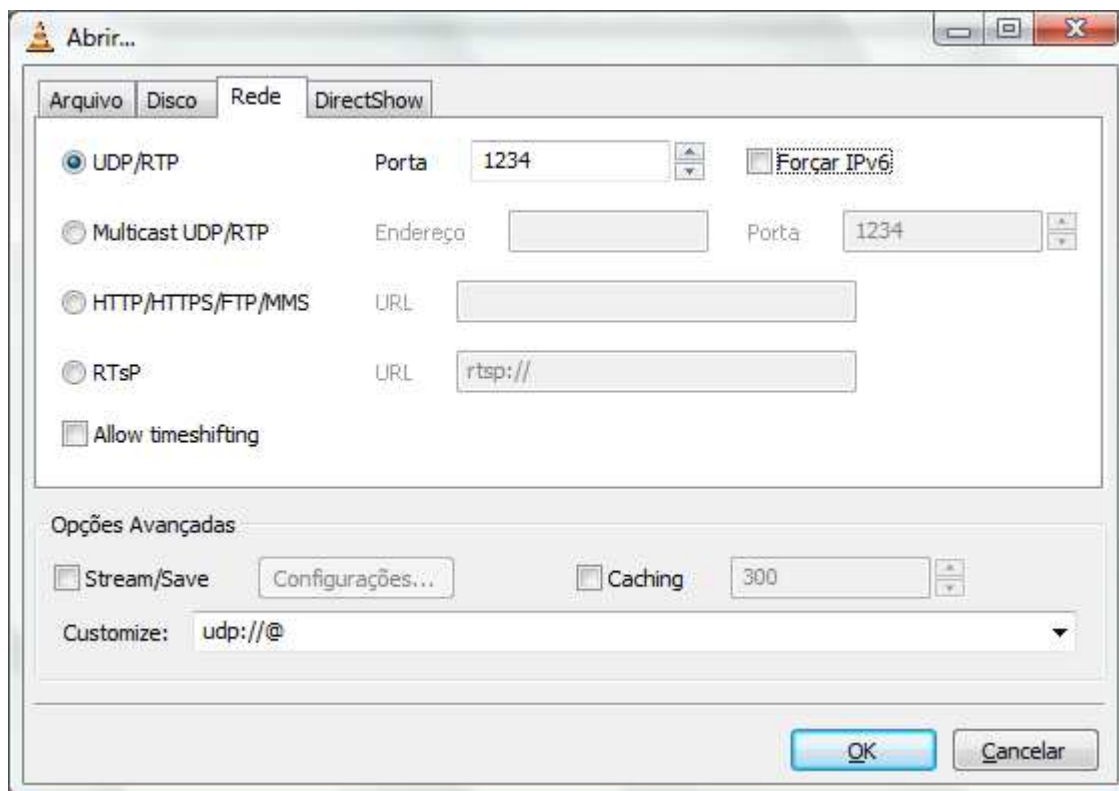 Abrir...
Arquivo Disco Rede DirectShow
UDP/RTP Porta 1234 Forçar IPv6
Multicast UDP/RTP Endereço Porta 1234
HTTP/HTTPS/FTP/MMS URL
RTsP URL rtsp://
Allow timeshifting
Opções Avançadas
Stream/Save Configurações... Caching 300
Customize: udp://@
OK Cancelar